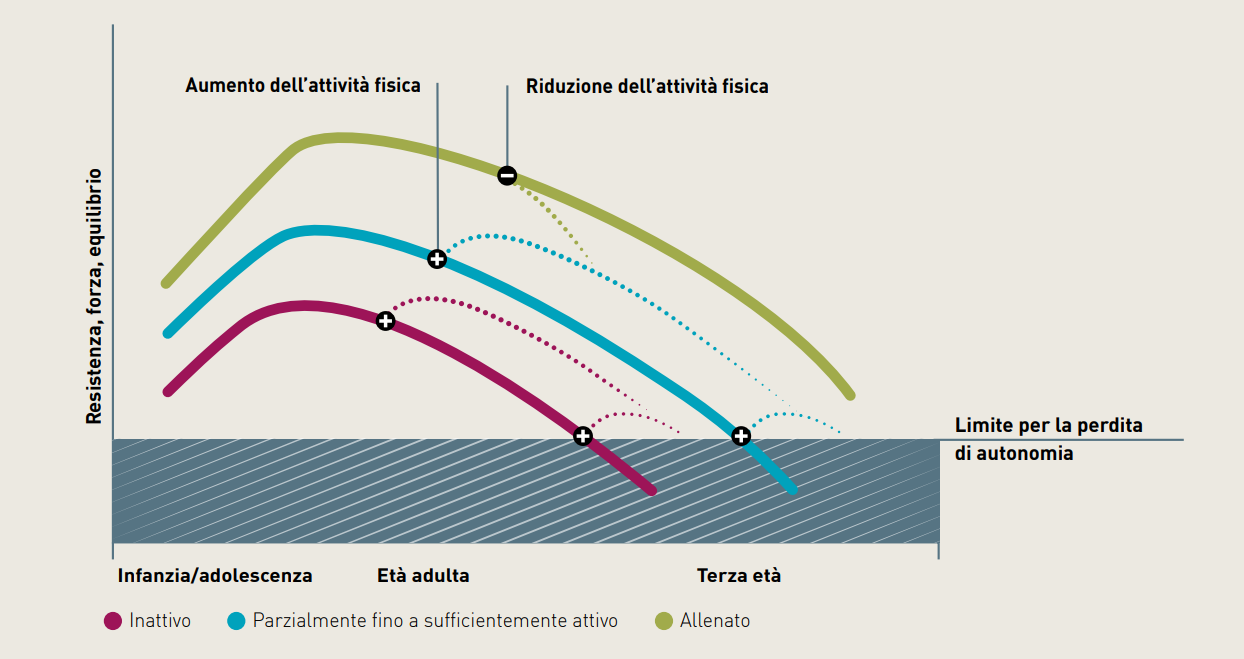 Aumento dell’attività fisica
Riduzione dell’attività fisica
Resistenza, forza, equilibrio
Limite per la perdita
di autonomia
Infanzia/adolescenza
Età adulta
Terza età
Inattivo
Parzialmente fino a sufficientemente attivo
Allenato